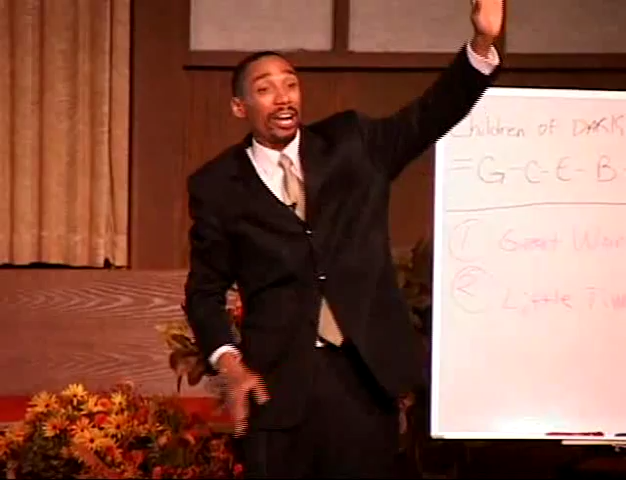 Children of DARK
=G-C-E-B
① Great
② Little